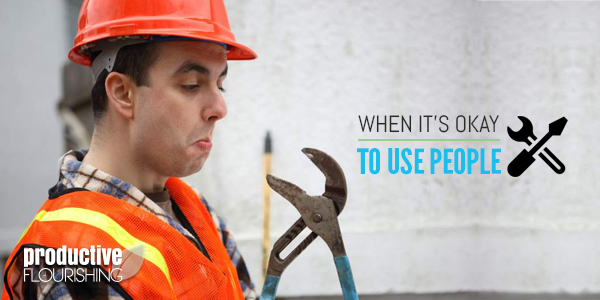 WHEN IT'S OKAY
TO USE PEOPLE
productive
FLOURISHING